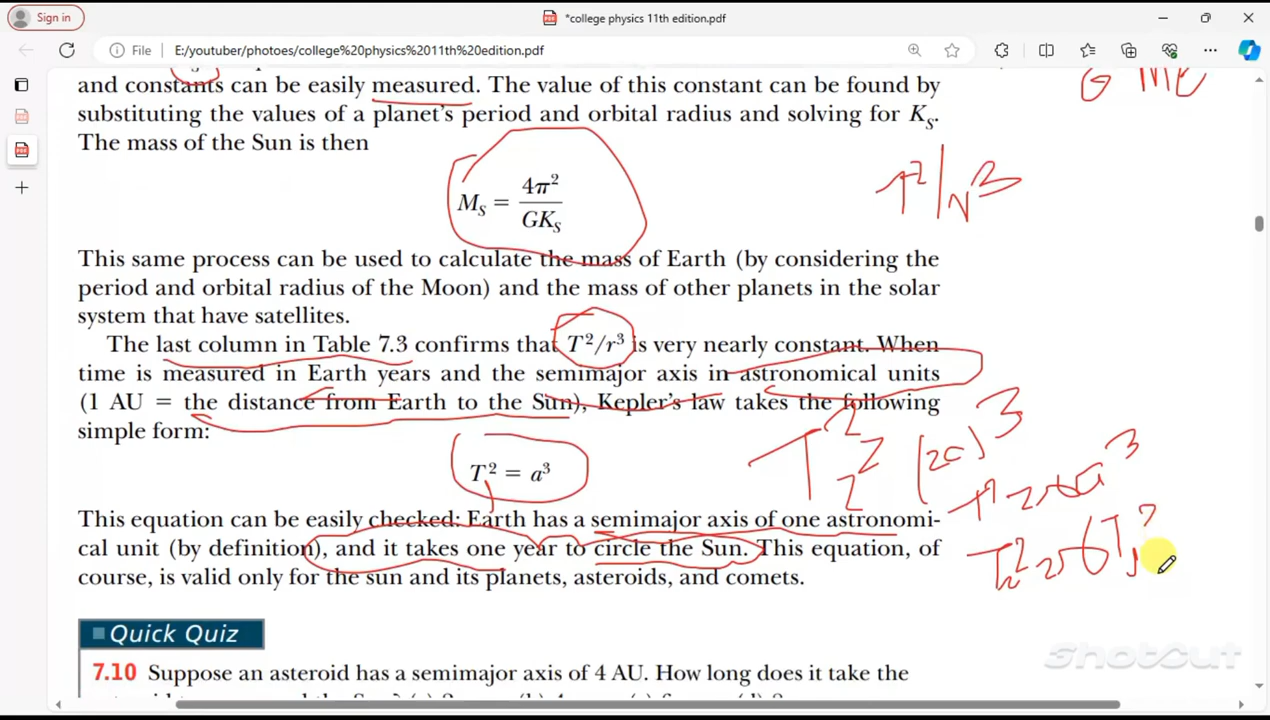 Sign in
*college physics 11th edition.pdf
File
E:/youtuber/photoes/college%20physics%2011th%20edition.pdf
and constants can be easily measured. The value of this constant can be found by
substituting the values of a planet's period and orbital radius and solving for Ks.
The mass of the Sun is then
Ms = 4π² / GKs
T²/r³
This same process can be used to calculate the mass of Earth (by considering the
period and orbital radius of the Moon) and the mass of other planets in the solar
system that have satellites.
The last column in Table 7.3 confirms that T²/r³ is very nearly constant. When
time is measured in Earth years and the semimajor axis in astronomical units
(1 AU = the distance from Earth to the Sun), Kepler's law takes the following
simple form:
T² = a³
This equation can be easily checked: Earth has a semimajor axis of one astronomi-
cal unit (by definition), and it takes one year to circle the Sun. This equation, of
course, is valid only for the sun and its planets, asteroids, and comets.
Quick Quiz
7.10 Suppose an asteroid has a semimajor axis of 4 AU. How long does it take the
shotcut